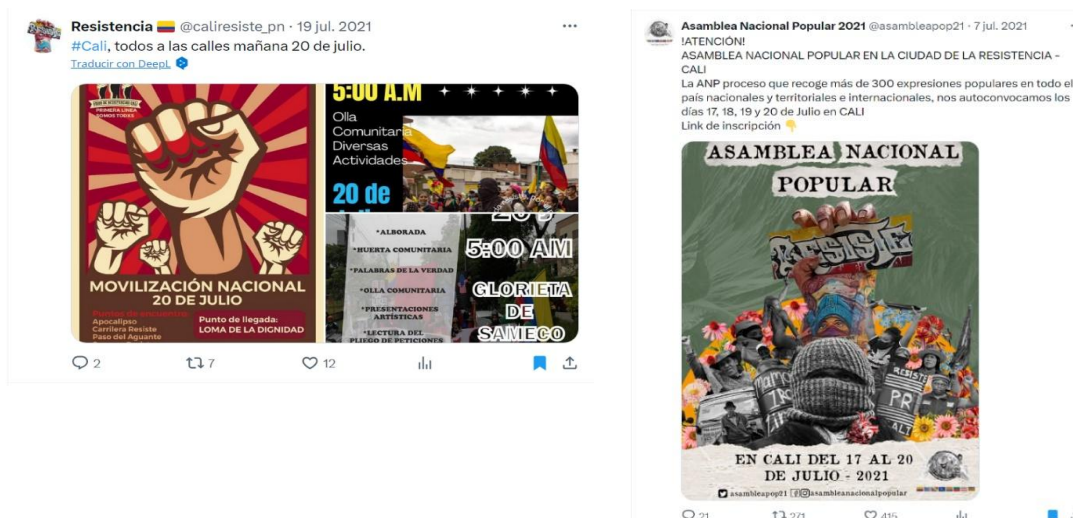 Resistencia @caliresiste_pn · 19 jul. 2021
#Cali, todos a las calles mañana 20 de julio.
Traducir con DeepL
PRIMERA LINEA
SOMOS TODXS
MOVILIZACIÓN NACIONAL
20 DE JULIO
Puntos de encuentro:
Apocalipso
Carrilera Resiste
Paso del Aguante
Punto de llegada:
LOMA DE LA DIGNIDAD
5:00 A.M
Olla
Comunitaria
Diversas
Actividades
20 de
*ALBORADA
*HUERTA COMUNITARIA
*PALABRAS DE LA VERDAD
*OLLA COMUNITARIA
*PRESENTACIONES
ARTÍSTICAS
*LECTURA DEL
PLIEGO DE PETICIONES
5:00 AM
GLORIETA
DE
SAMECO
2 7 12
Asamblea Nacional Popular 2021 @asambleapop21 · 7 jul. 2021
!ATENCIÓN!
ASAMBLEA NACIONAL POPULAR EN LA CIUDAD DE LA RESISTENCIA -
CALI
La ANP proceso que recoge más de 300 expresiones populares en todo el
país nacionales y territoriales e internacionales, nos autoconvocamos los
días 17, 18, 19 y 20 de Julio en CALI
Link de inscripción
ASAMBLEA NACIONAL
POPULAR
RESISTE
RESISTE
PR
ALT
EN CALI DEL 17 AL 20
DE JULIO - 2021
asambleapop21 @asambleanacionalpopular
21 271 415